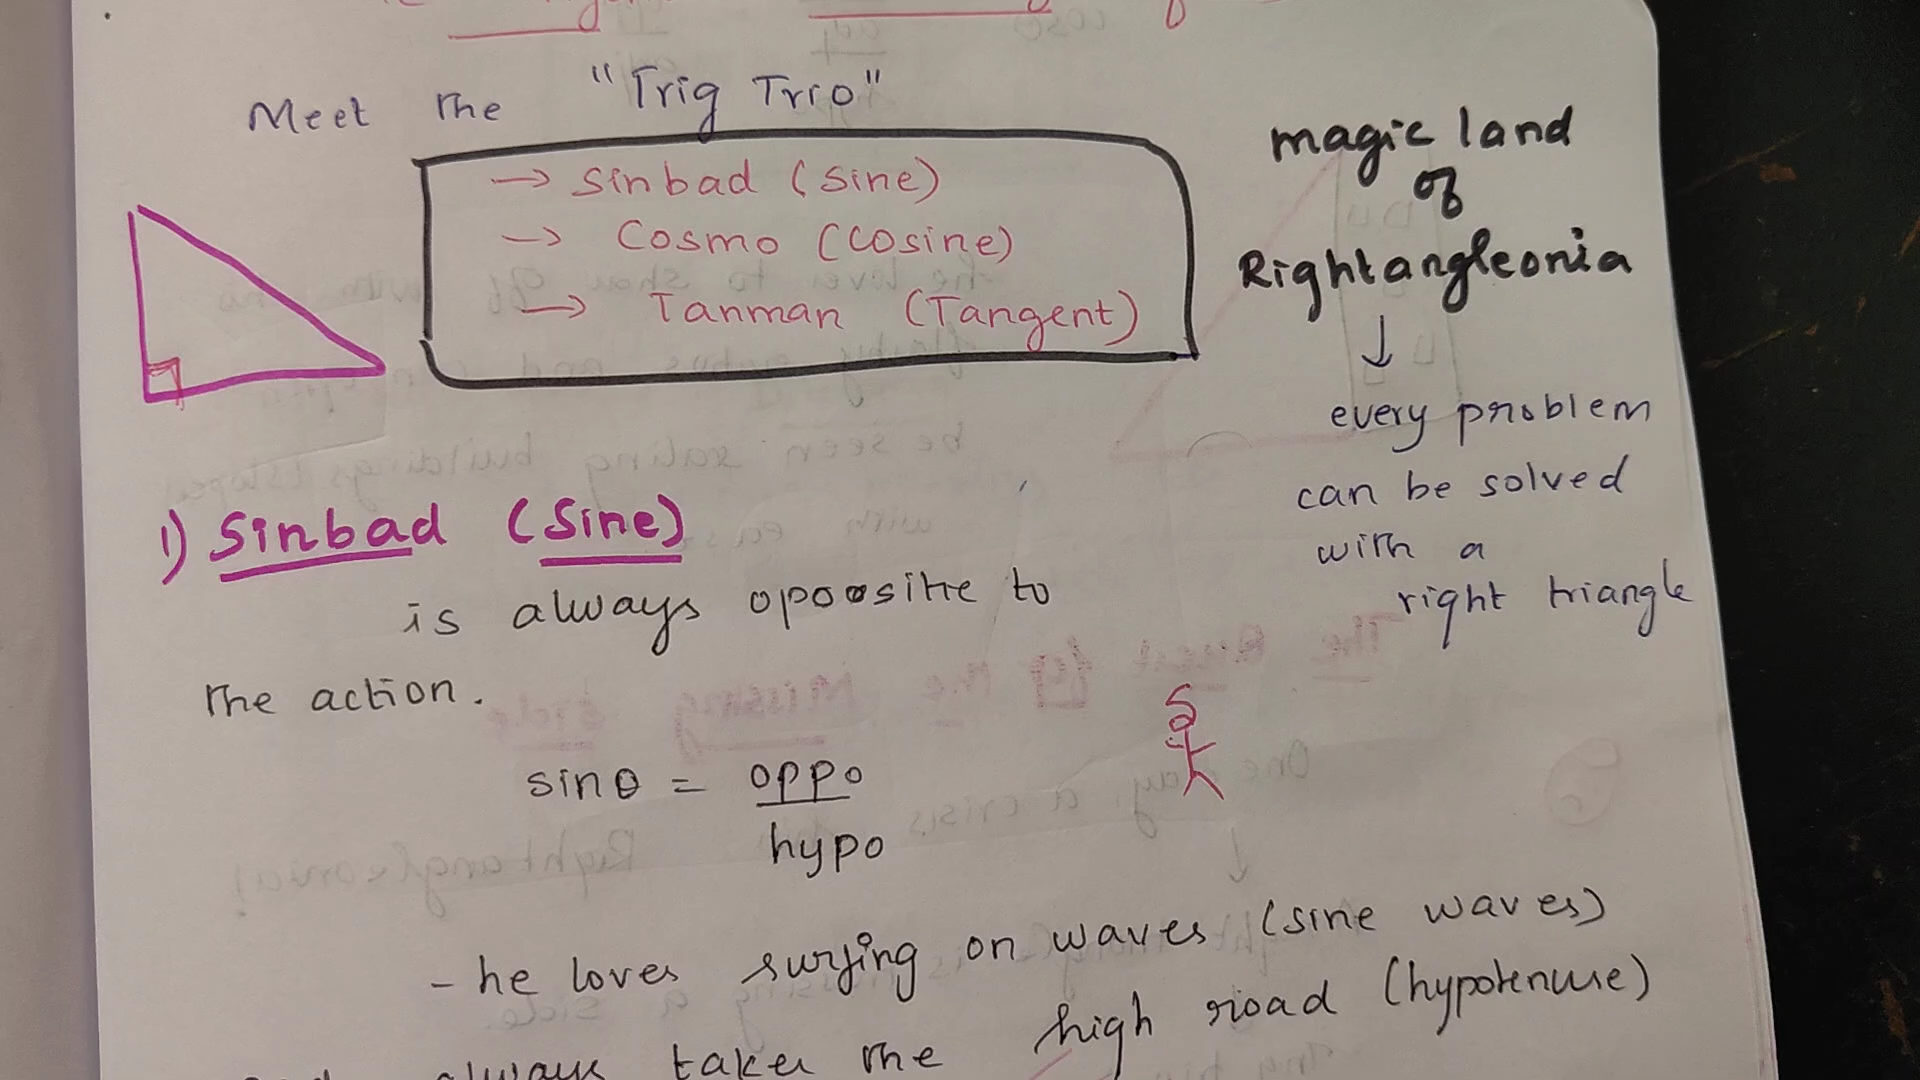 Meet the "Trig Trio"
→ Sinbad (Sine)
→ Cosmo (Cosine)
→ Tanman (Tangent)
magic land
of
Rightangleonia
↓
every problem
can be solved
with a
right triangle
1) Sinbad (Sine)
is always opoosite to
the action.
sinθ = oppo
hypo
- he loves surfing on waves (sine waves)
always takes the high road (hypotenuse)